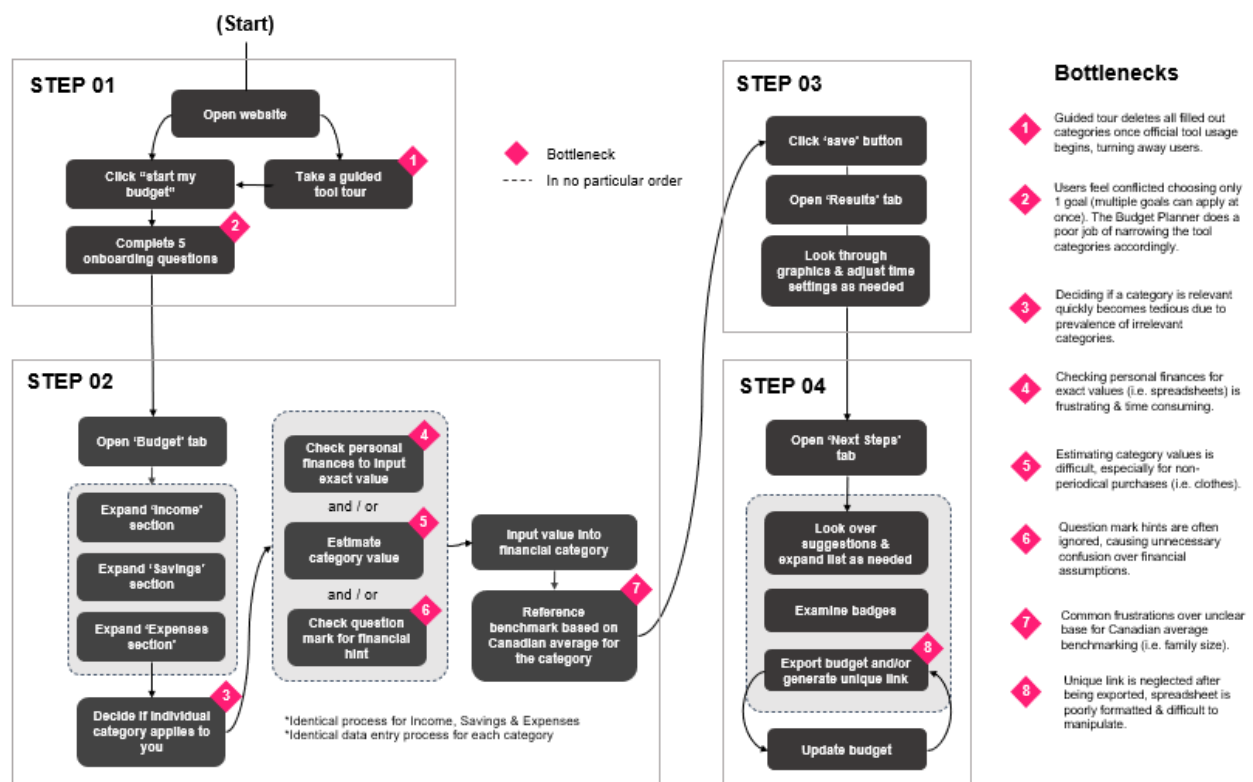 (Start)
STEP 01
Open website
Click “start my
budget”
Take a guided
tool tour
1
Complete 5
onboarding questions
2
Bottleneck
In no particular order
STEP 02
Open ‘Budget’ tab
Expand ‘Income’
section
Expand ‘Savings’
section
Expand ‘Expenses
section’
Decide if individual
category applies to
you
3
Check personal
finances to input
exact value
4
and / or
Estimate
category value
5
and / or
Check question
mark for financial
hint
6
Input value into
financial category
Reference
benchmark based on
Canadian average for
the category
7
*Identical process for Income, Savings & Expenses
*Identical data entry process for each category
STEP 03
Click ‘save’ button
Open ‘Results’ tab
Look through
graphics & adjust time
settings as needed
STEP 04
Open ‘Next Steps’
tab
Look over
suggestions &
expand list as needed
Examine badges
Export budget and/or
generate unique link
8
Update budget
Bottlenecks
1
Guided tour deletes all filled out
categories once official tool usage
begins, turning away users.
2
Users feel conflicted choosing only
1 goal (multiple goals can apply at
once). The Budget Planner does a
poor job of narrowing the tool
categories accordingly.
3
Deciding if a category is relevant
quickly becomes tedious due to
prevalence of irrelevant
categories.
4
Checking personal finances for
exact values (i.e. spreadsheets) is
frustrating & time consuming.
5
Estimating category values is
difficult, especially for non-
periodical purchases (i.e. clothes).
6
Question mark hints are often
ignored, causing unnecessary
confusion over financial
assumptions.
7
Common frustrations over unclear
base for Canadian average
benchmarking (i.e. family size).
8
Unique link is neglected after
being exported, spreadsheet is
poorly formatted & difficult to
manipulate.